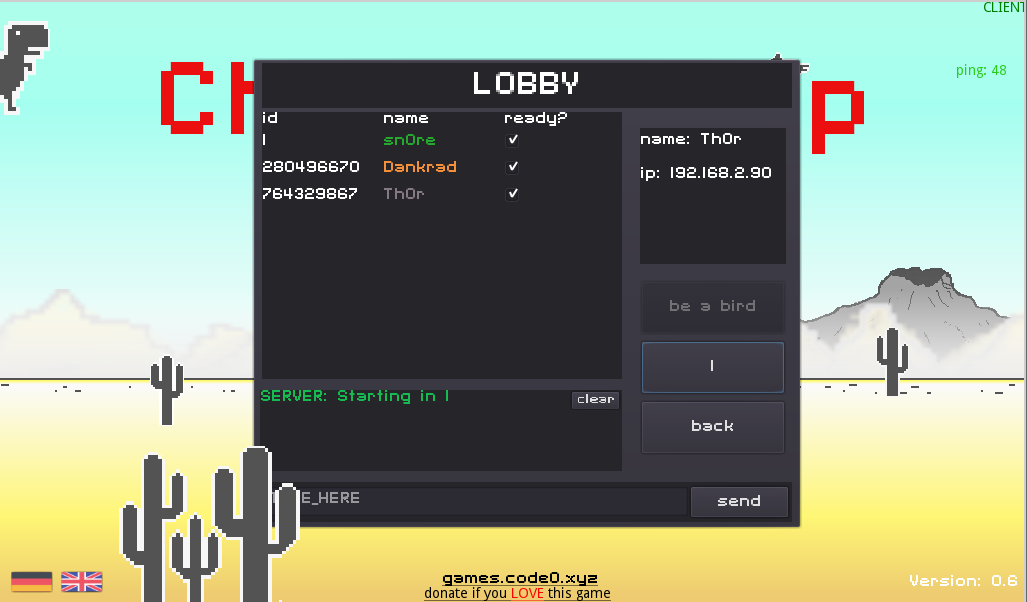 CLIENT
ping: 48
LOBBY
id name ready?
1 sn0re
280496670 Dankrad
764329867 Th0r
name: Th0r
ip: 192.168.2.90
be a bird
1
back
SERVER: Starting in 1
clear
send
games.code0.xyz
donate if you LOVE this game
Version: 0.6